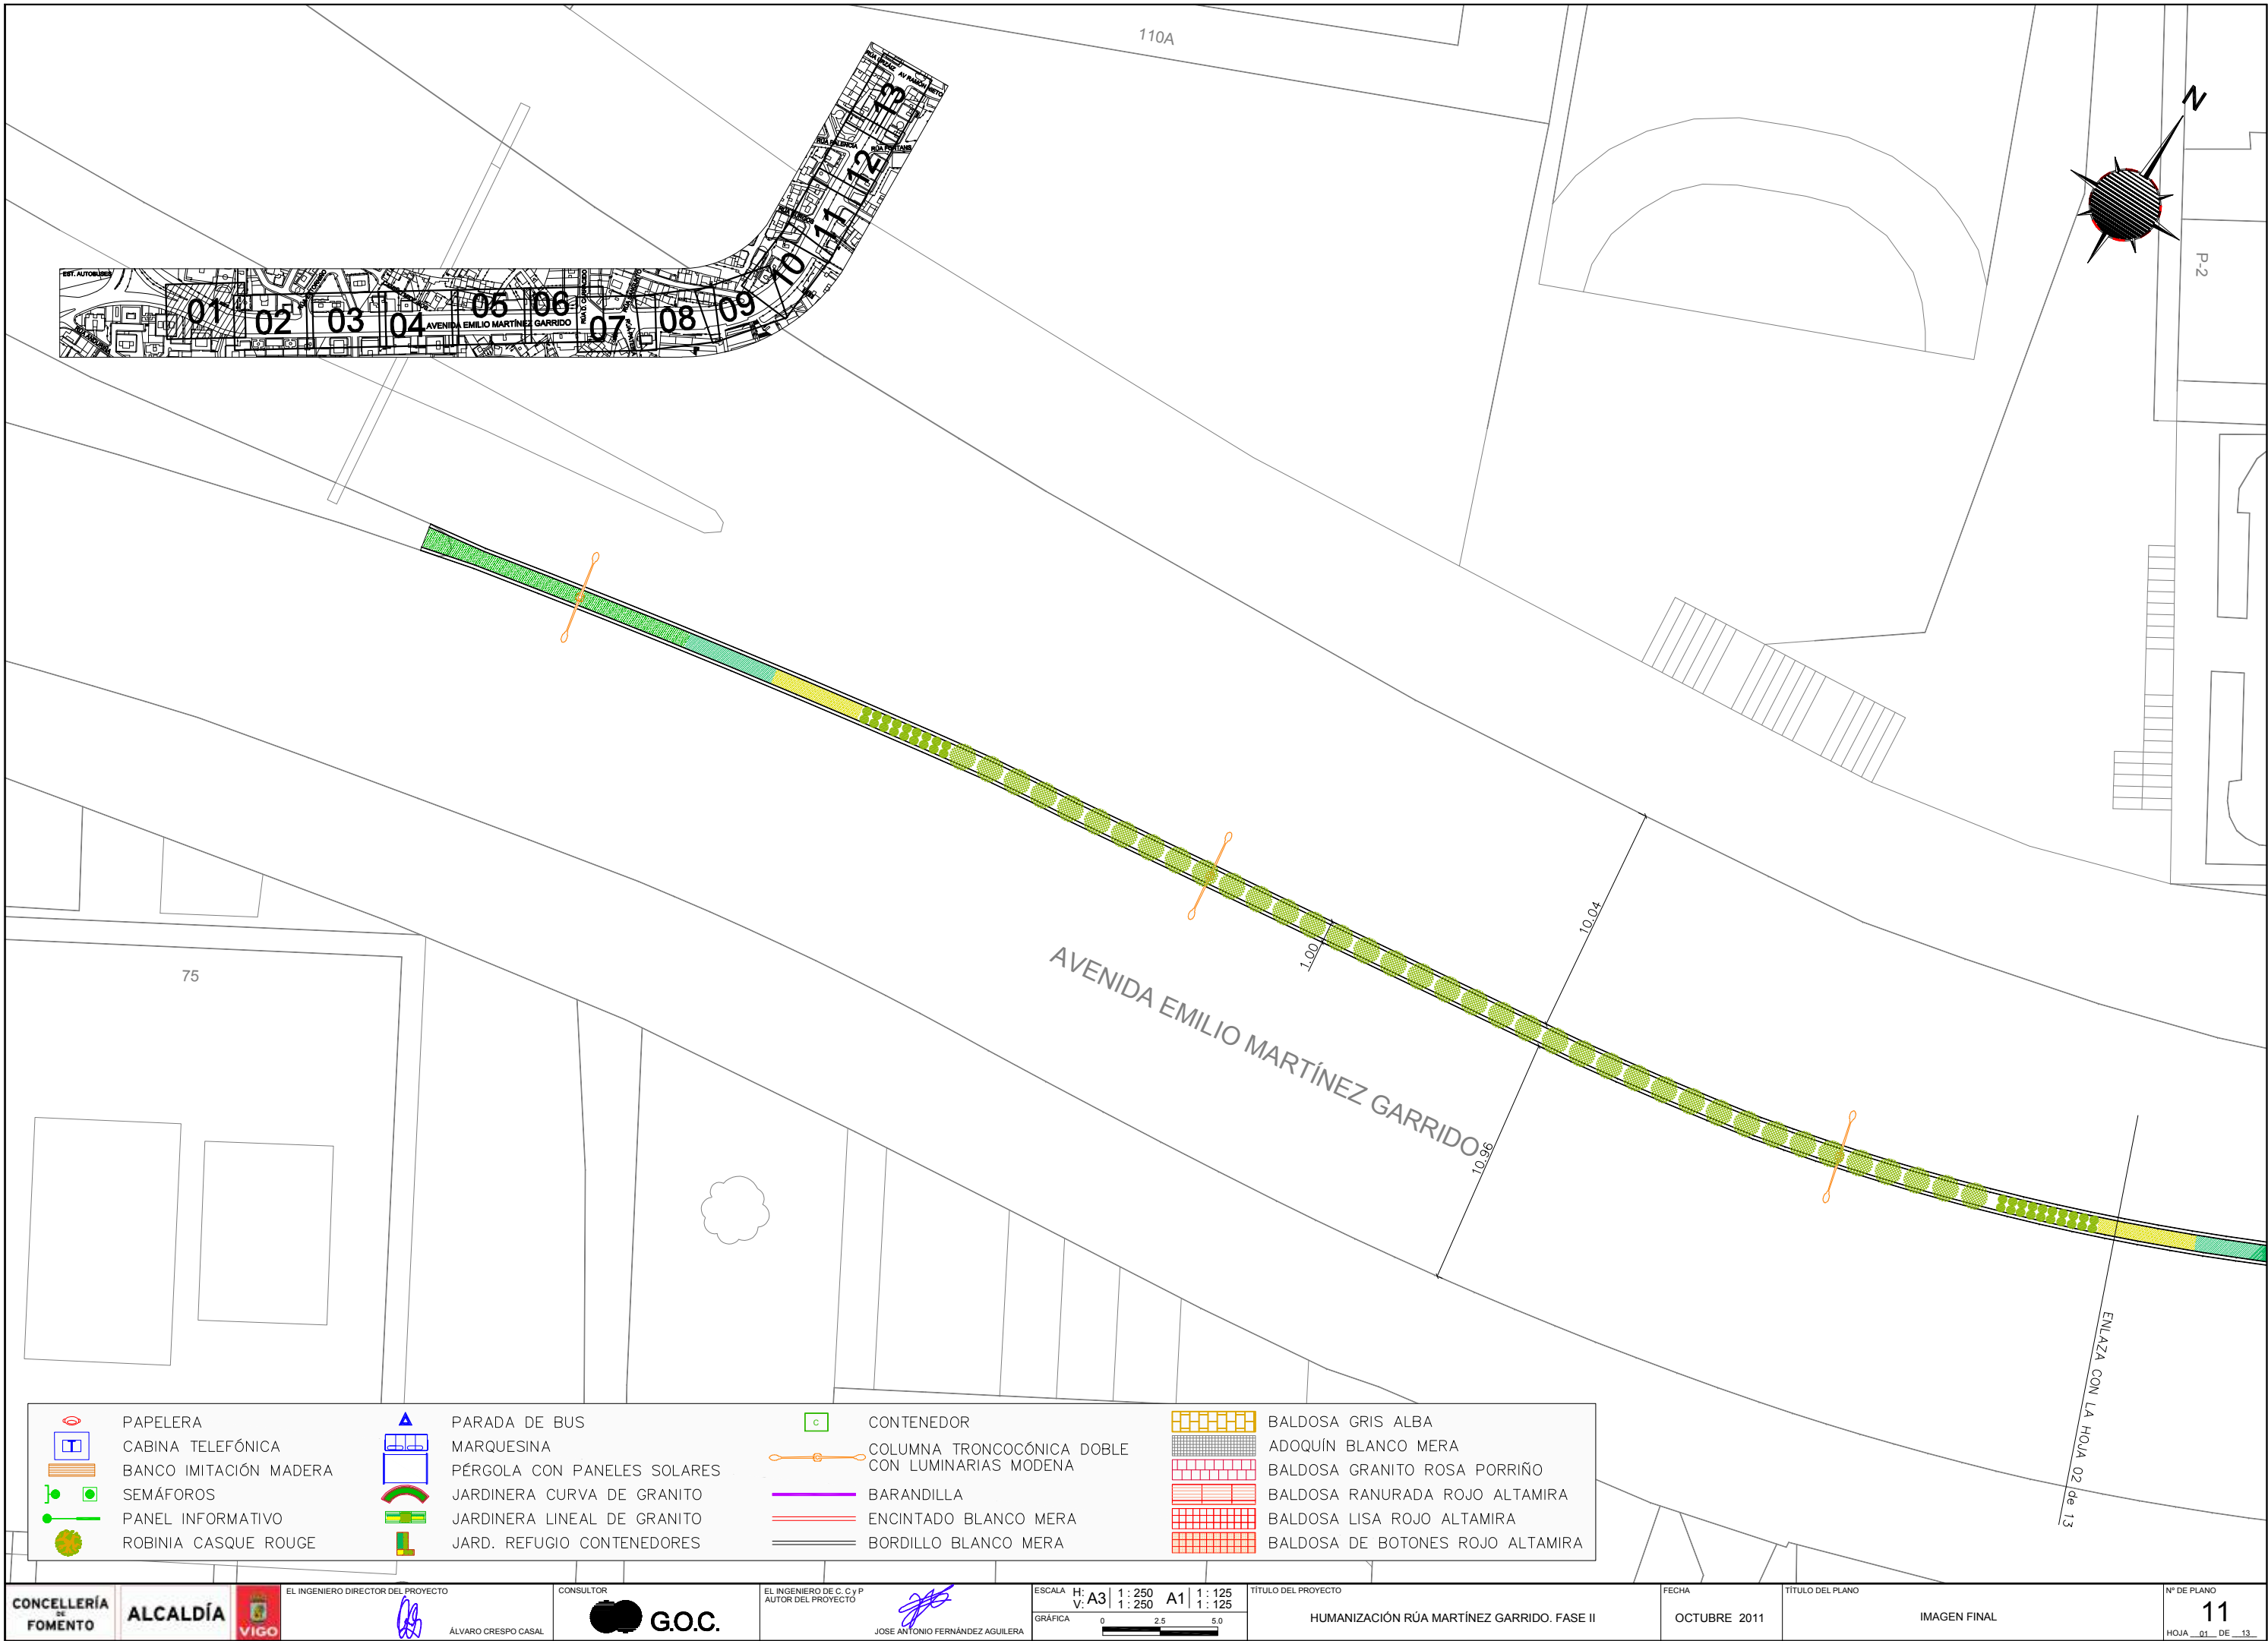 110A
N
P-2
RÚA URZÁIZ
AV RAMÓN NIETO
13
RÚA PALENCIA
12
11
RÚA BURGOS
10
EST. AUTOBUSES
01
02
03
04
05
06
07
08
09
AVENIDA EMILIO MARTÍNEZ GARRIDO
75
1.00
10.04
AVENIDA EMILIO MARTÍNEZ GARRIDO
10.96
ENLAZA CON LA HOJA 02 de 13
PAPELERA
CABINA TELEFÓNICA
BANCO IMITACIÓN MADERA
SEMÁFOROS
PANEL INFORMATIVO
ROBINIA CASQUE ROUGE
PARADA DE BUS
MARQUESINA
PÉRGOLA CON PANELES SOLARES
JARDINERA CURVA DE GRANITO
JARDINERA LINEAL DE GRANITO
JARD. REFUGIO CONTENEDORES
C
CONTENEDOR
COLUMNA TRONCOCÓNICA DOBLE
CON LUMINARIAS MODENA
BARANDILLA
ENCINTADO BLANCO MERA
BORDILLO BLANCO MERA
BALDOSA GRIS ALBA
ADOQUÍN BLANCO MERA
BALDOSA GRANITO ROSA PORRIÑO
BALDOSA RANURADA ROJO ALTAMIRA
BALDOSA LISA ROJO ALTAMIRA
BALDOSA DE BOTONES ROJO ALTAMIRA
CONCELLERÍA
DE
FOMENTO
ALCALDÍA
VIGO
EL INGENIERO DIRECTOR DEL PROYECTO
ÁLVARO CRESPO CASAL
CONSULTOR
G.O.C.
EL INGENIERO DE C. C y P
AUTOR DEL PROYECTO
JOSE ANTONIO FERNÁNDEZ AGUILERA
ESCALA H: A3 1 : 250 A1 1 : 125
V: 1 : 250 1 : 125
GRÁFICA 0 2.5 5.0
TÍTULO DEL PROYECTO
HUMANIZACIÓN RÚA MARTÍNEZ GARRIDO. FASE II
FECHA
OCTUBRE 2011
TÍTULO DEL PLANO
IMAGEN FINAL
Nº DE PLANO
11
HOJA 01 DE 13